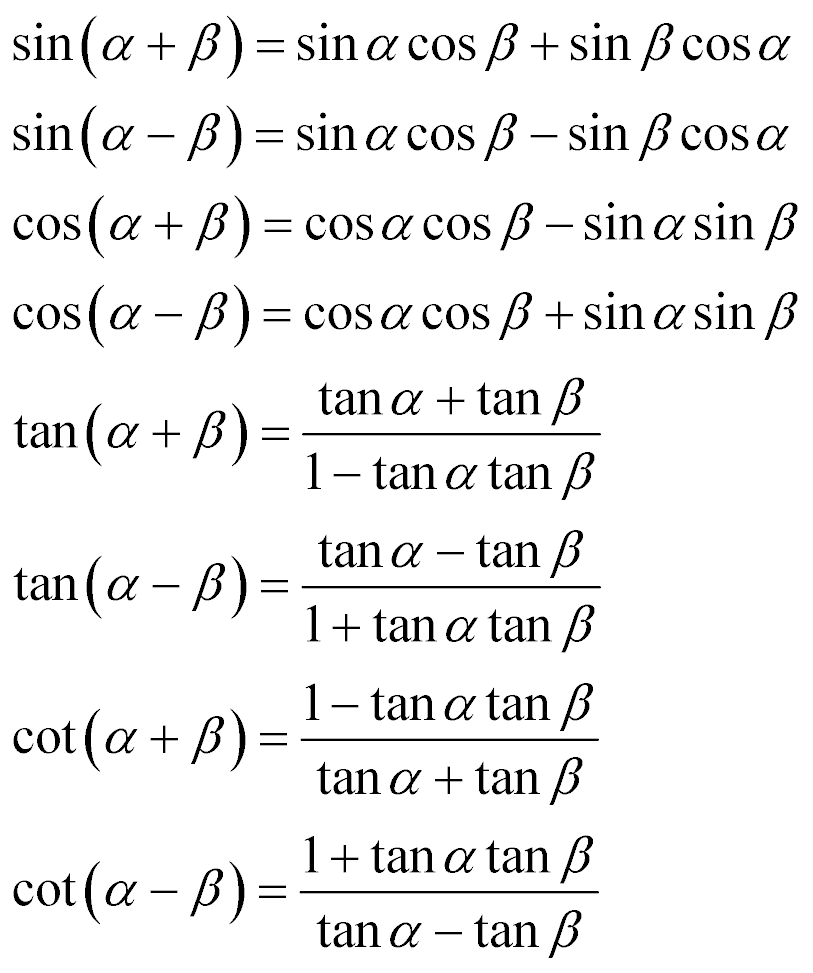 sin(α + β) = sin α cos β + sin β cos α
sin(α − β) = sin α cos β − sin β cos α
cos(α + β) = cos α cos β − sin α sin β
cos(α − β) = cos α cos β + sin α sin β
tan(α + β) = (tan α + tan β) / (1 − tan α tan β)
tan(α − β) = (tan α − tan β) / (1 + tan α tan β)
cot(α + β) = (1 − tan α tan β) / (tan α + tan β)
cot(α − β) = (1 + tan α tan β) / (tan α − tan β)